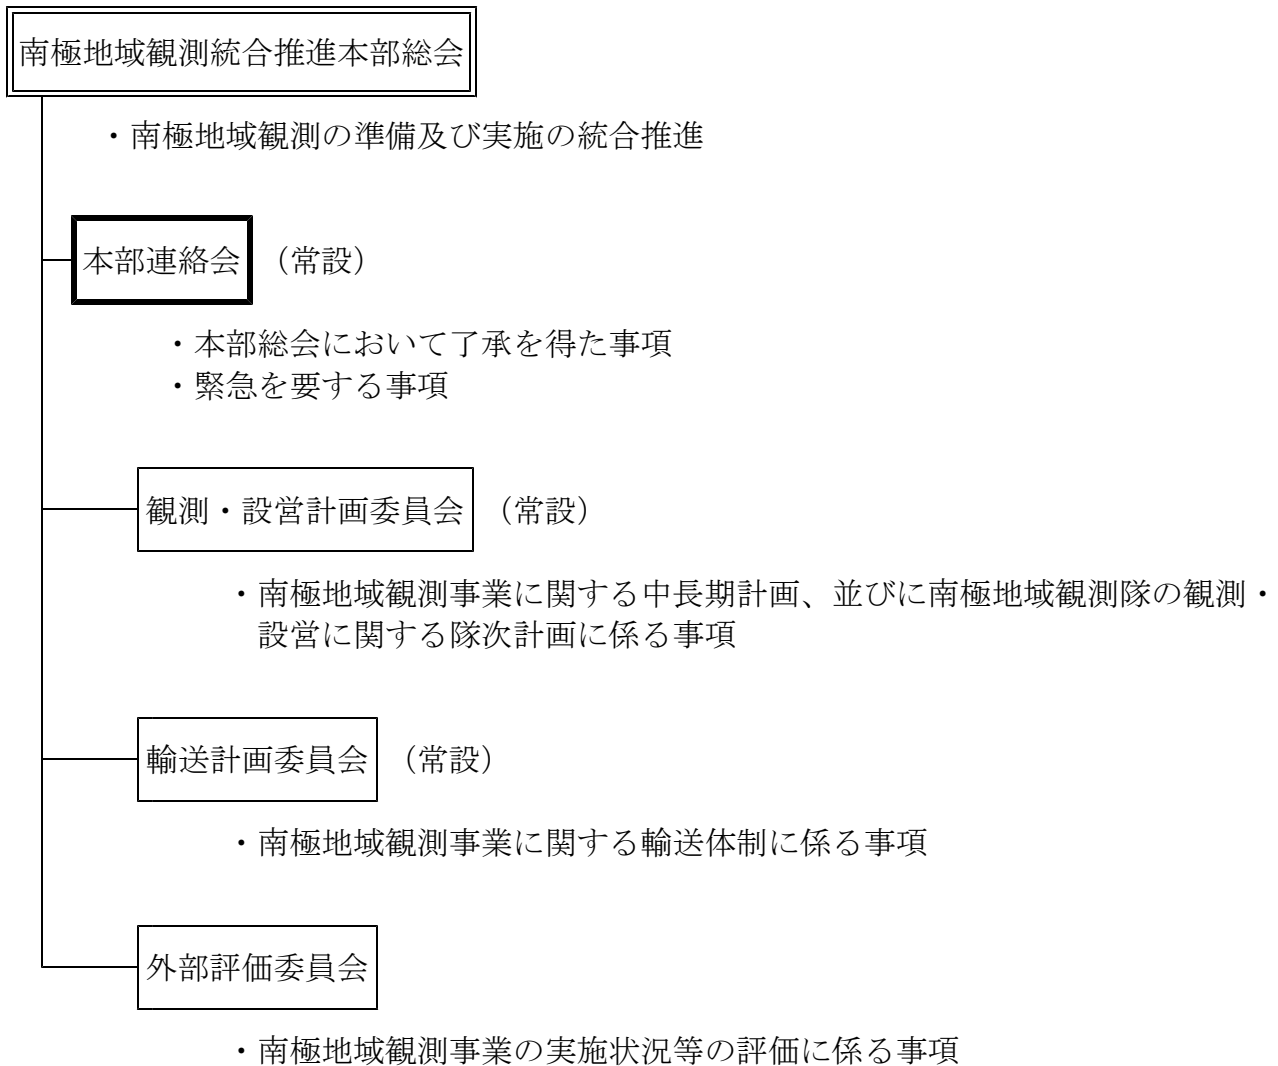 南極地域観測統合推進本部総会
・南極地域観測の準備及び実施の統合推進
本部連絡会 （常設）
・本部総会において了承を得た事項
・緊急を要する事項
観測・設営計画委員会 （常設）
・南極地域観測事業に関する中長期計画、並びに南極地域観測隊の観測・
設営に関する隊次計画に係る事項
輸送計画委員会 （常設）
・南極地域観測事業に関する輸送体制に係る事項
外部評価委員会
・南極地域観測事業の実施状況等の評価に係る事項